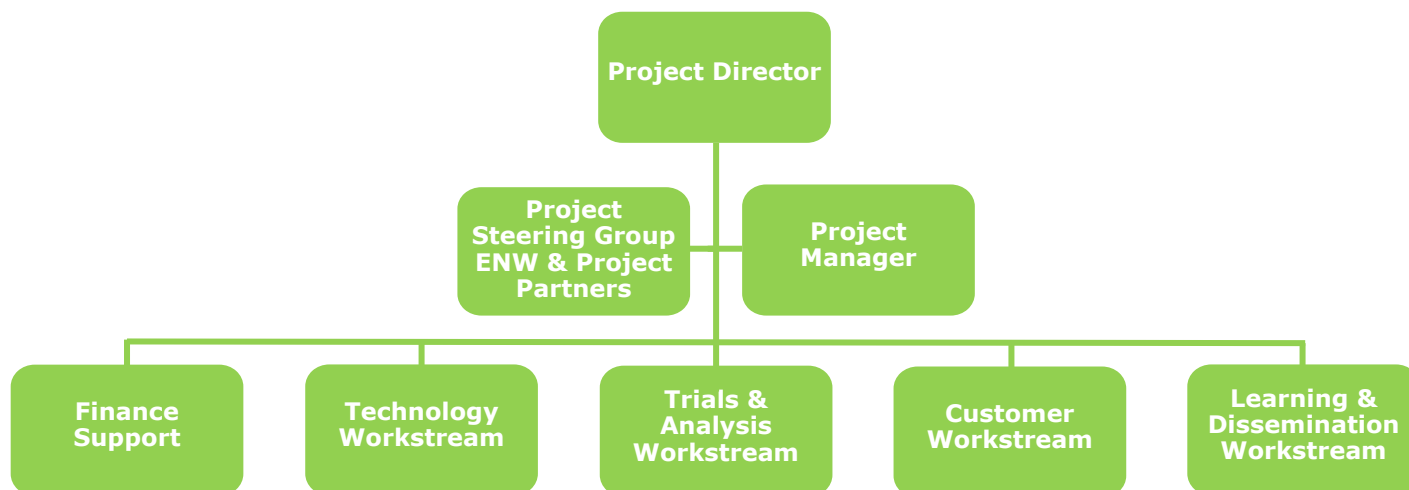 Project Director
Project
Steering Group
ENW & Project
Partners
Project
Manager
Finance
Support
Technology
Workstream
Trials &
Analysis
Workstream
Customer
Workstream
Learning &
Dissemination
Workstream